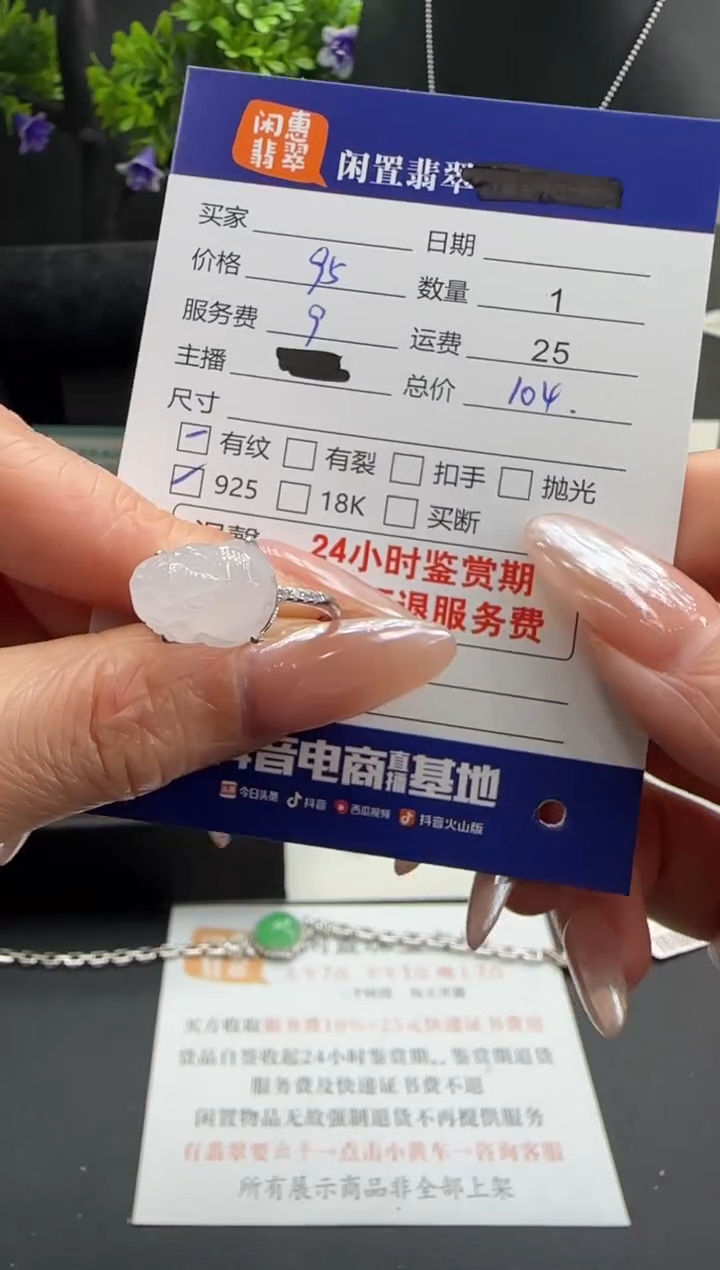 闲惠
翡翠
闲置翡翠
买家 日期
价格 95 数量 1
服务费 9 运费 25
主播 总价 104.
尺寸
有纹 有裂 扣手 抛光
925 18K 买断
24小时鉴赏期
退服务费
抖音电商直播基地
头条 今日头条 抖音 西瓜视频 抖音火山版
买方收取服务费10%+25元快递证书费用
货品自签收起24小时鉴赏期,,鉴赏期退货
服务费及快递证书费不退
闲置物品无故强制退货不再提供服务
有翡翠要出个→点击小黄车→咨询客服
所有展示商品非全部上架